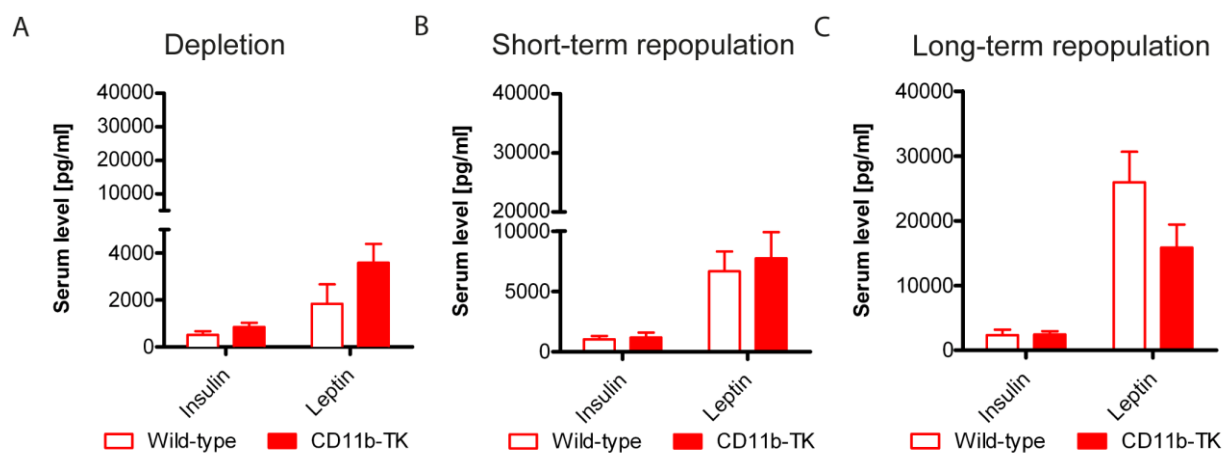 A
Depletion
Serum level [pg/ml]
40000
30000
20000
10000
4000
2000
0
Insulin
Leptin
Wild-type
CD11b-TK
B
Short-term repopulation
Serum level [pg/ml]
40000
30000
20000
10000
5000
0
Insulin
Leptin
Wild-type
CD11b-TK
C
Long-term repopulation
Serum level [pg/ml]
40000
30000
20000
10000
0
Insulin
Leptin
Wild-type
CD11b-TK